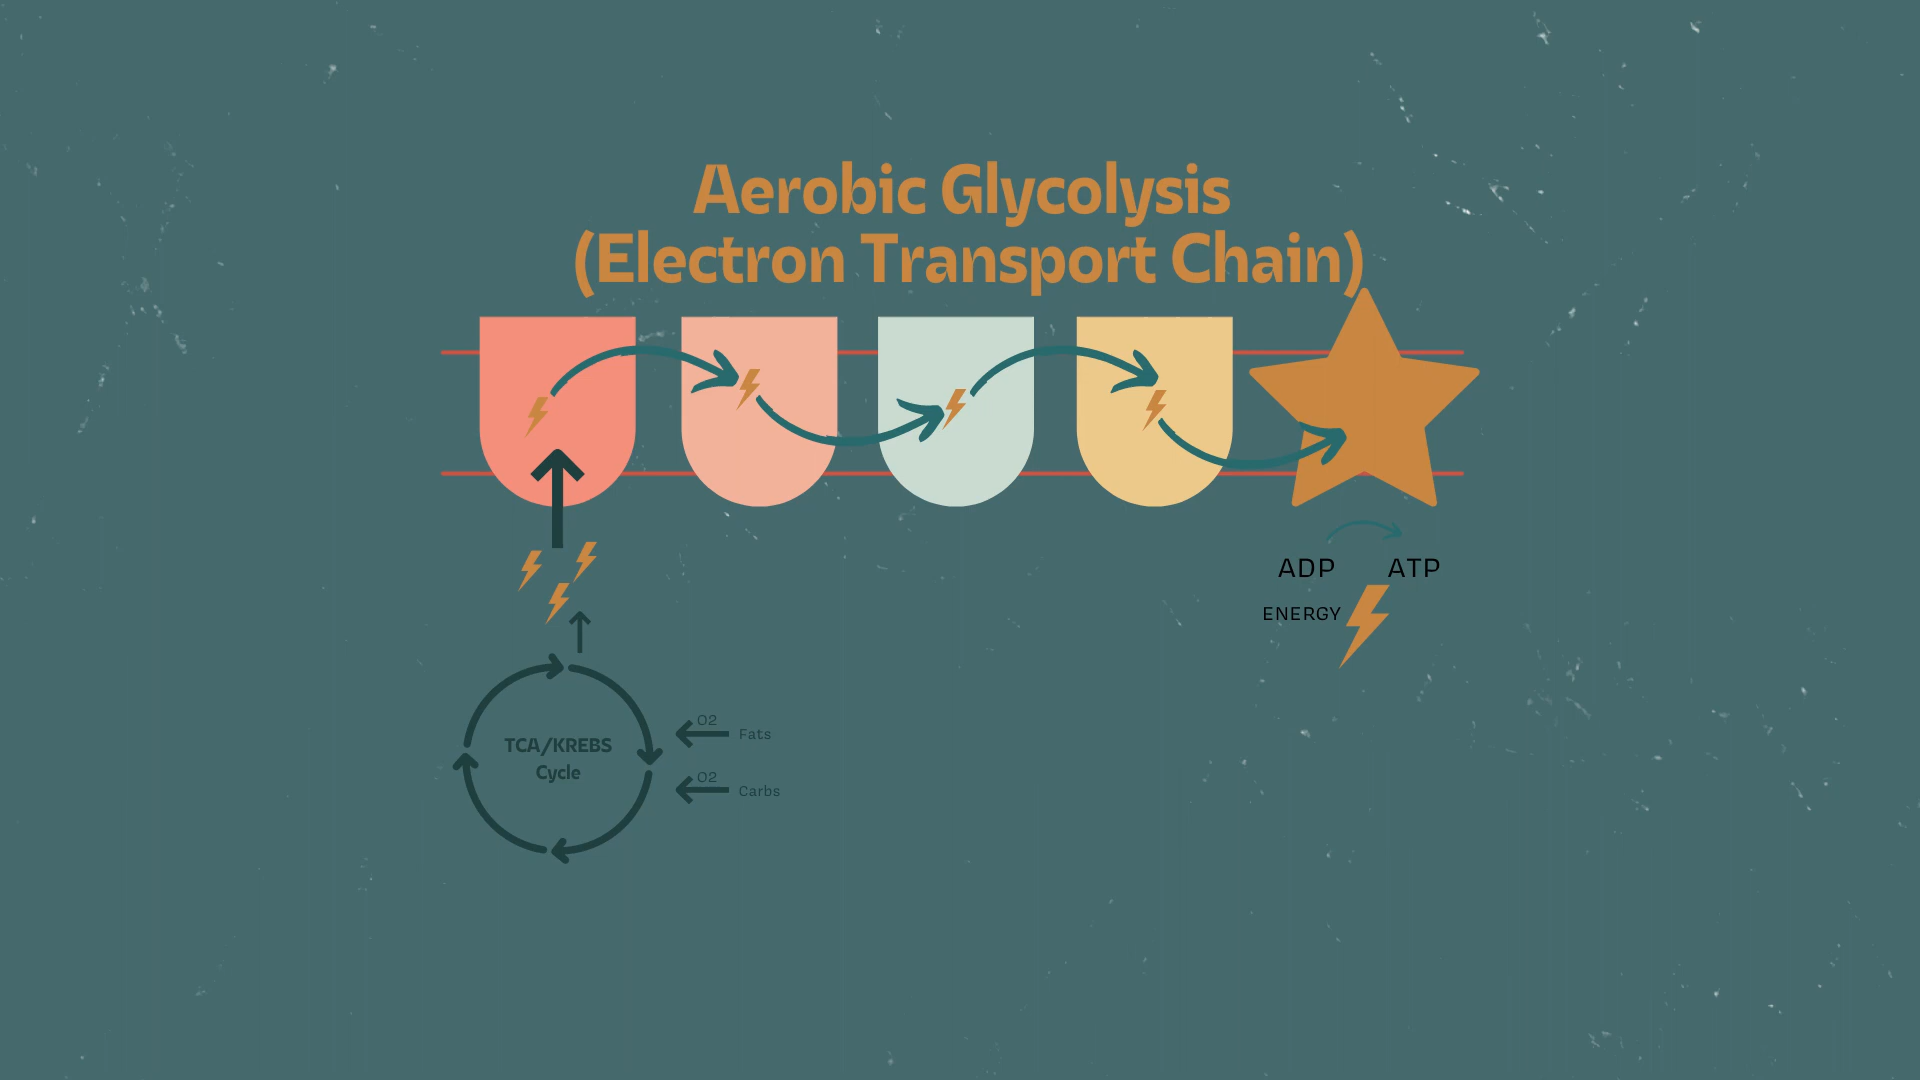 Aerobic Glycolysis
(Electron Transport Chain)
ADP
ATP
ENERGY
TCA/KREBS
Cycle
O2
Fats
O2
Carbs